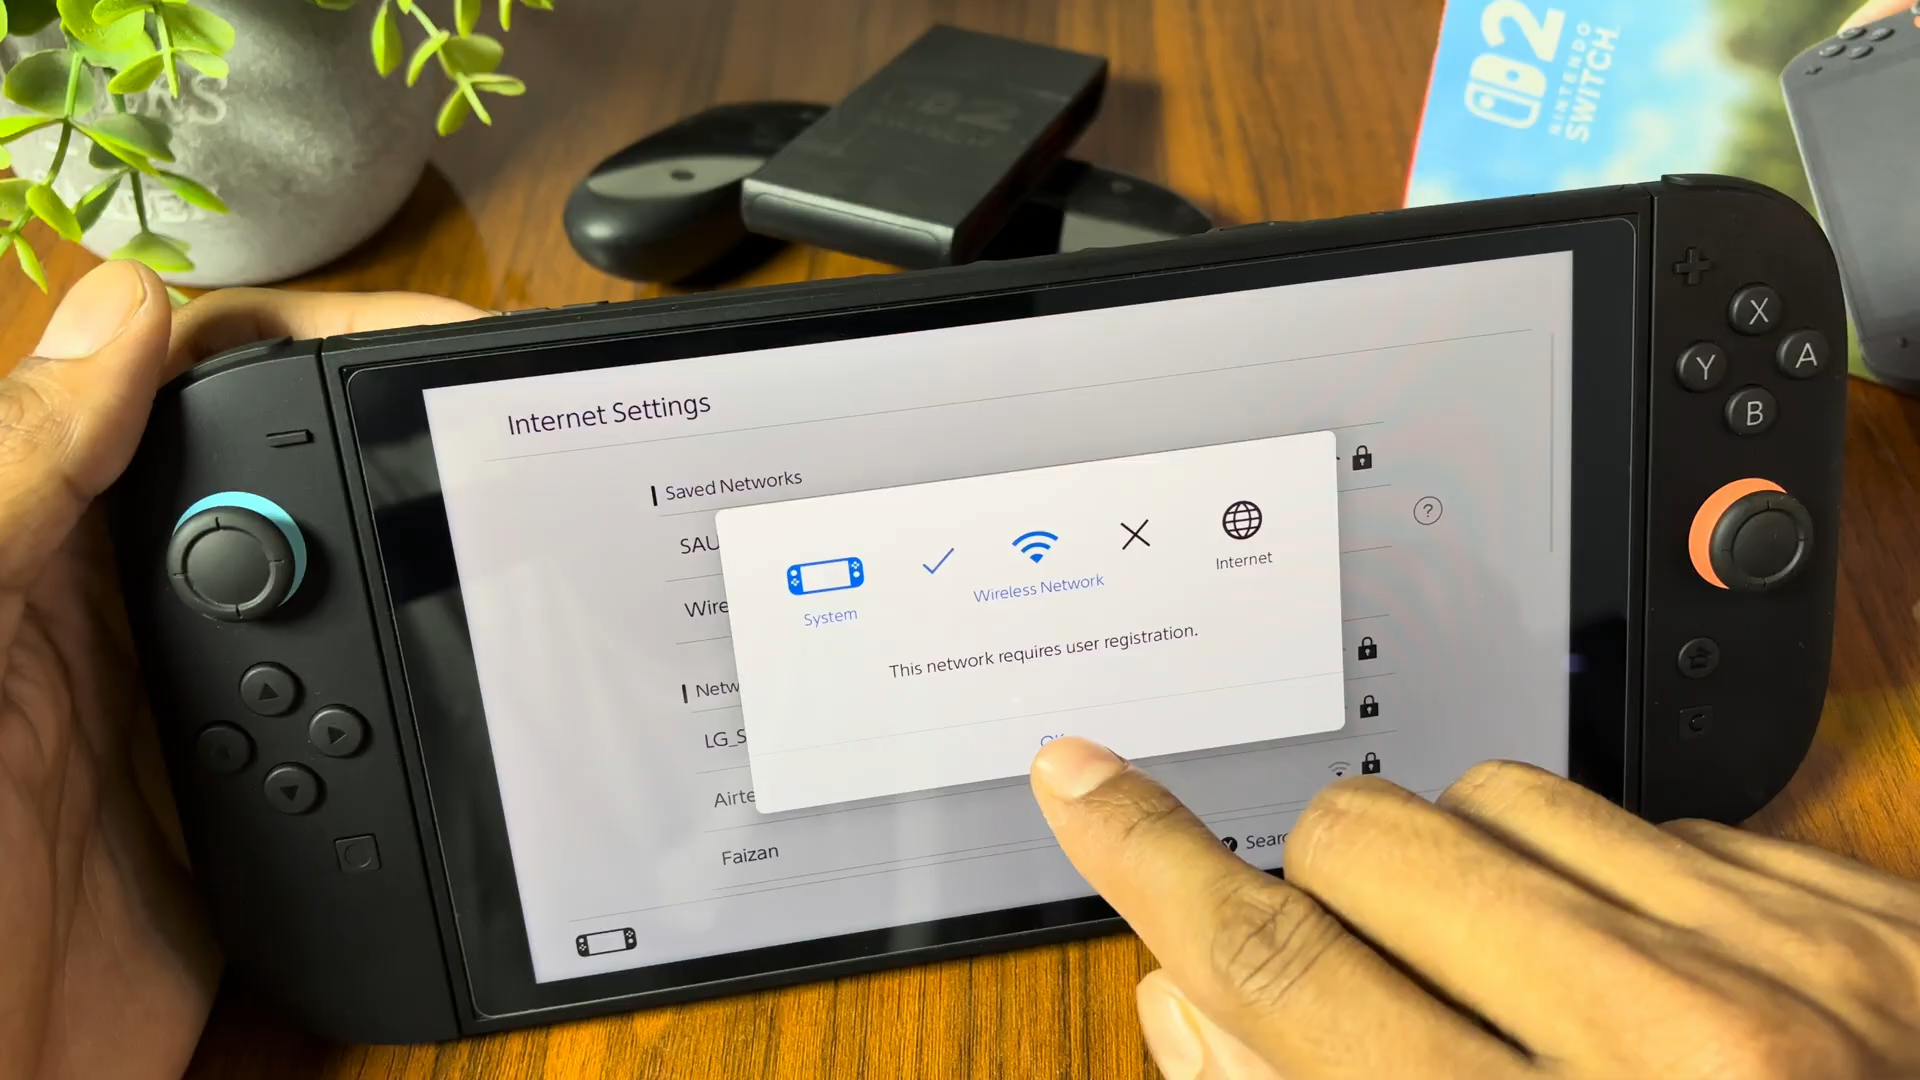 2
NINTENDO
SWITCH
X
Y
A
B
Internet Settings
Saved Networks
SAU
Wire
System
Wireless Network
Internet
This network requires user registration.
?
Netw
LG_S
Airte
Faizan
Y Sear